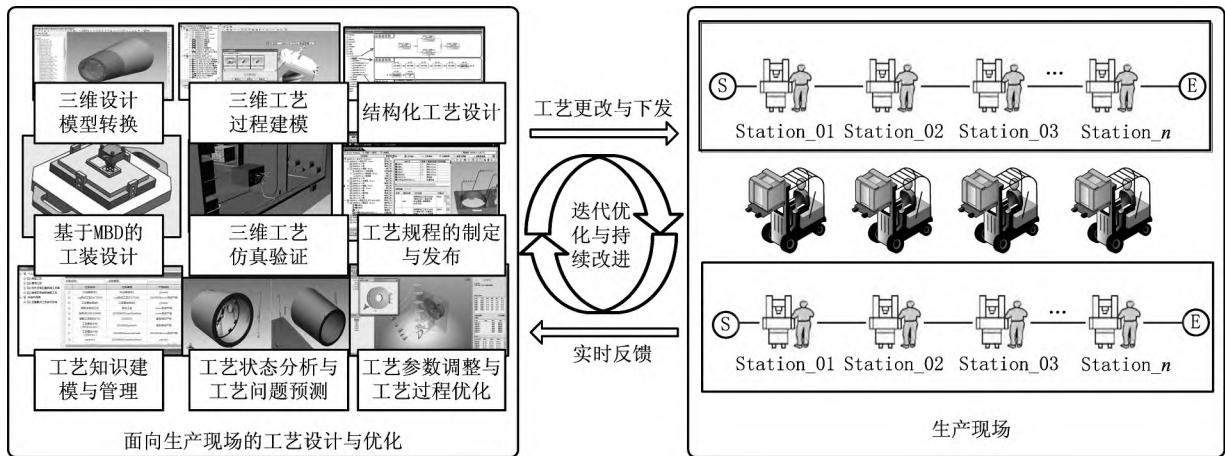 三维设计
模型转换
三维工艺
过程建模
结构化工艺设计
基于MBD的
工装设计
三维工艺
仿真验证
工艺规程的制定
与发布
工艺知识建
模与管理
工艺状态分析与
工艺问题预测
工艺参数调整与
工艺过程优化
面向生产现场的工艺设计与优化
工艺更改与下发
迭代优
化与持
续改进
实时反馈
S
...
E
Station_01
Station_02
Station_03
Station_n
S
...
E
Station_01
Station_02
Station_03
Station_n
生产现场